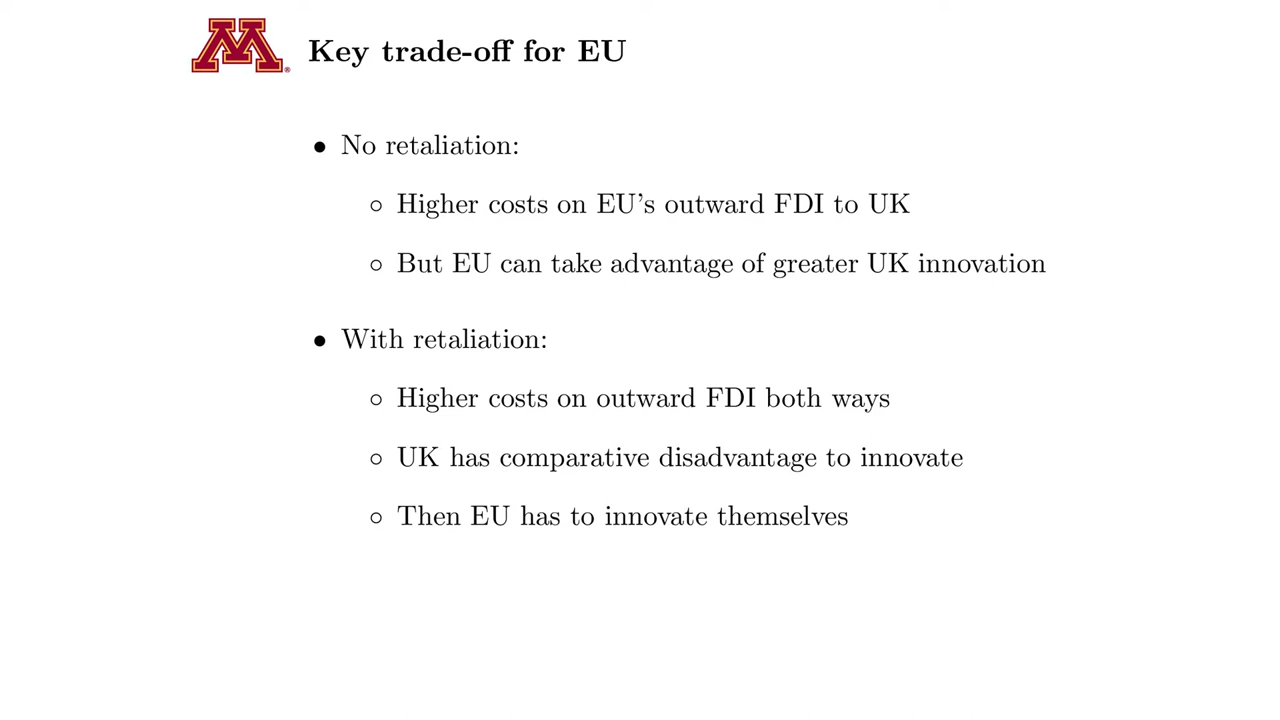 M
Key trade-off for EU
• No retaliation:
◦ Higher costs on EU's outward FDI to UK
◦ But EU can take advantage of greater UK innovation
• With retaliation:
◦ Higher costs on outward FDI both ways
◦ UK has comparative disadvantage to innovate
◦ Then EU has to innovate themselves